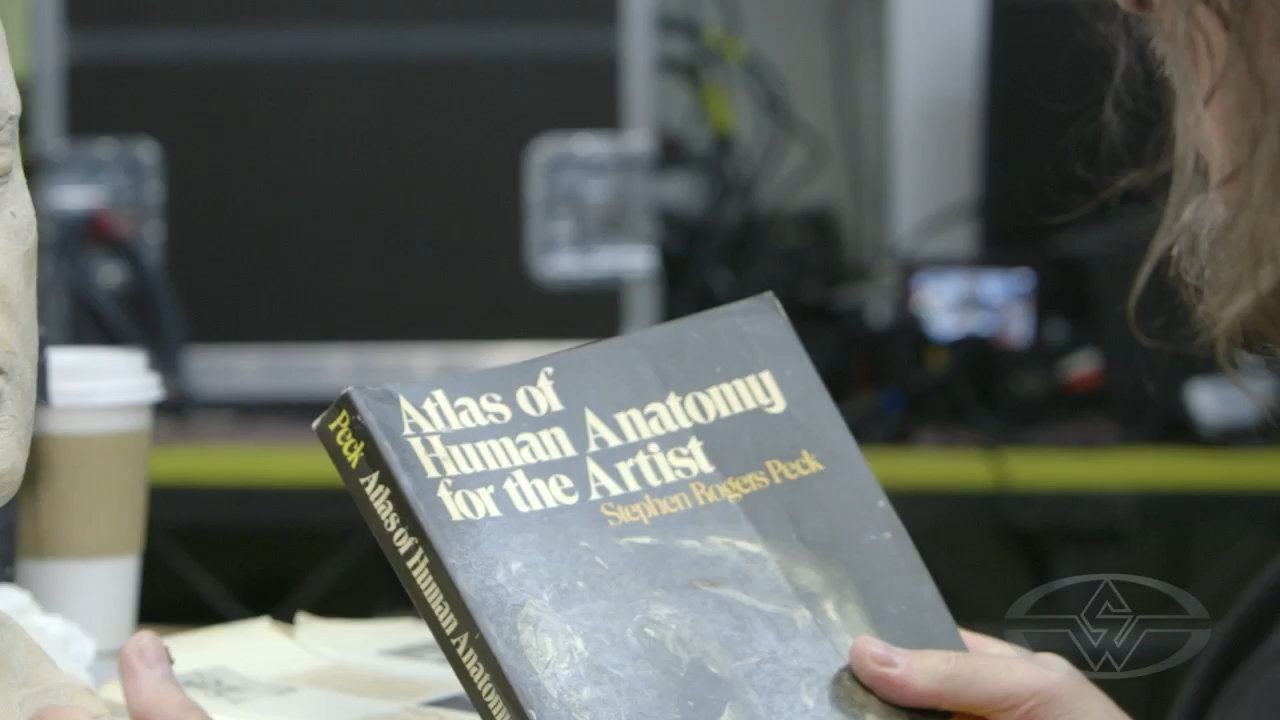 Atlas of
Human Anatomy
for the Artist
Stephen Rogers Peck
Peck Atlas of Human Anatomy